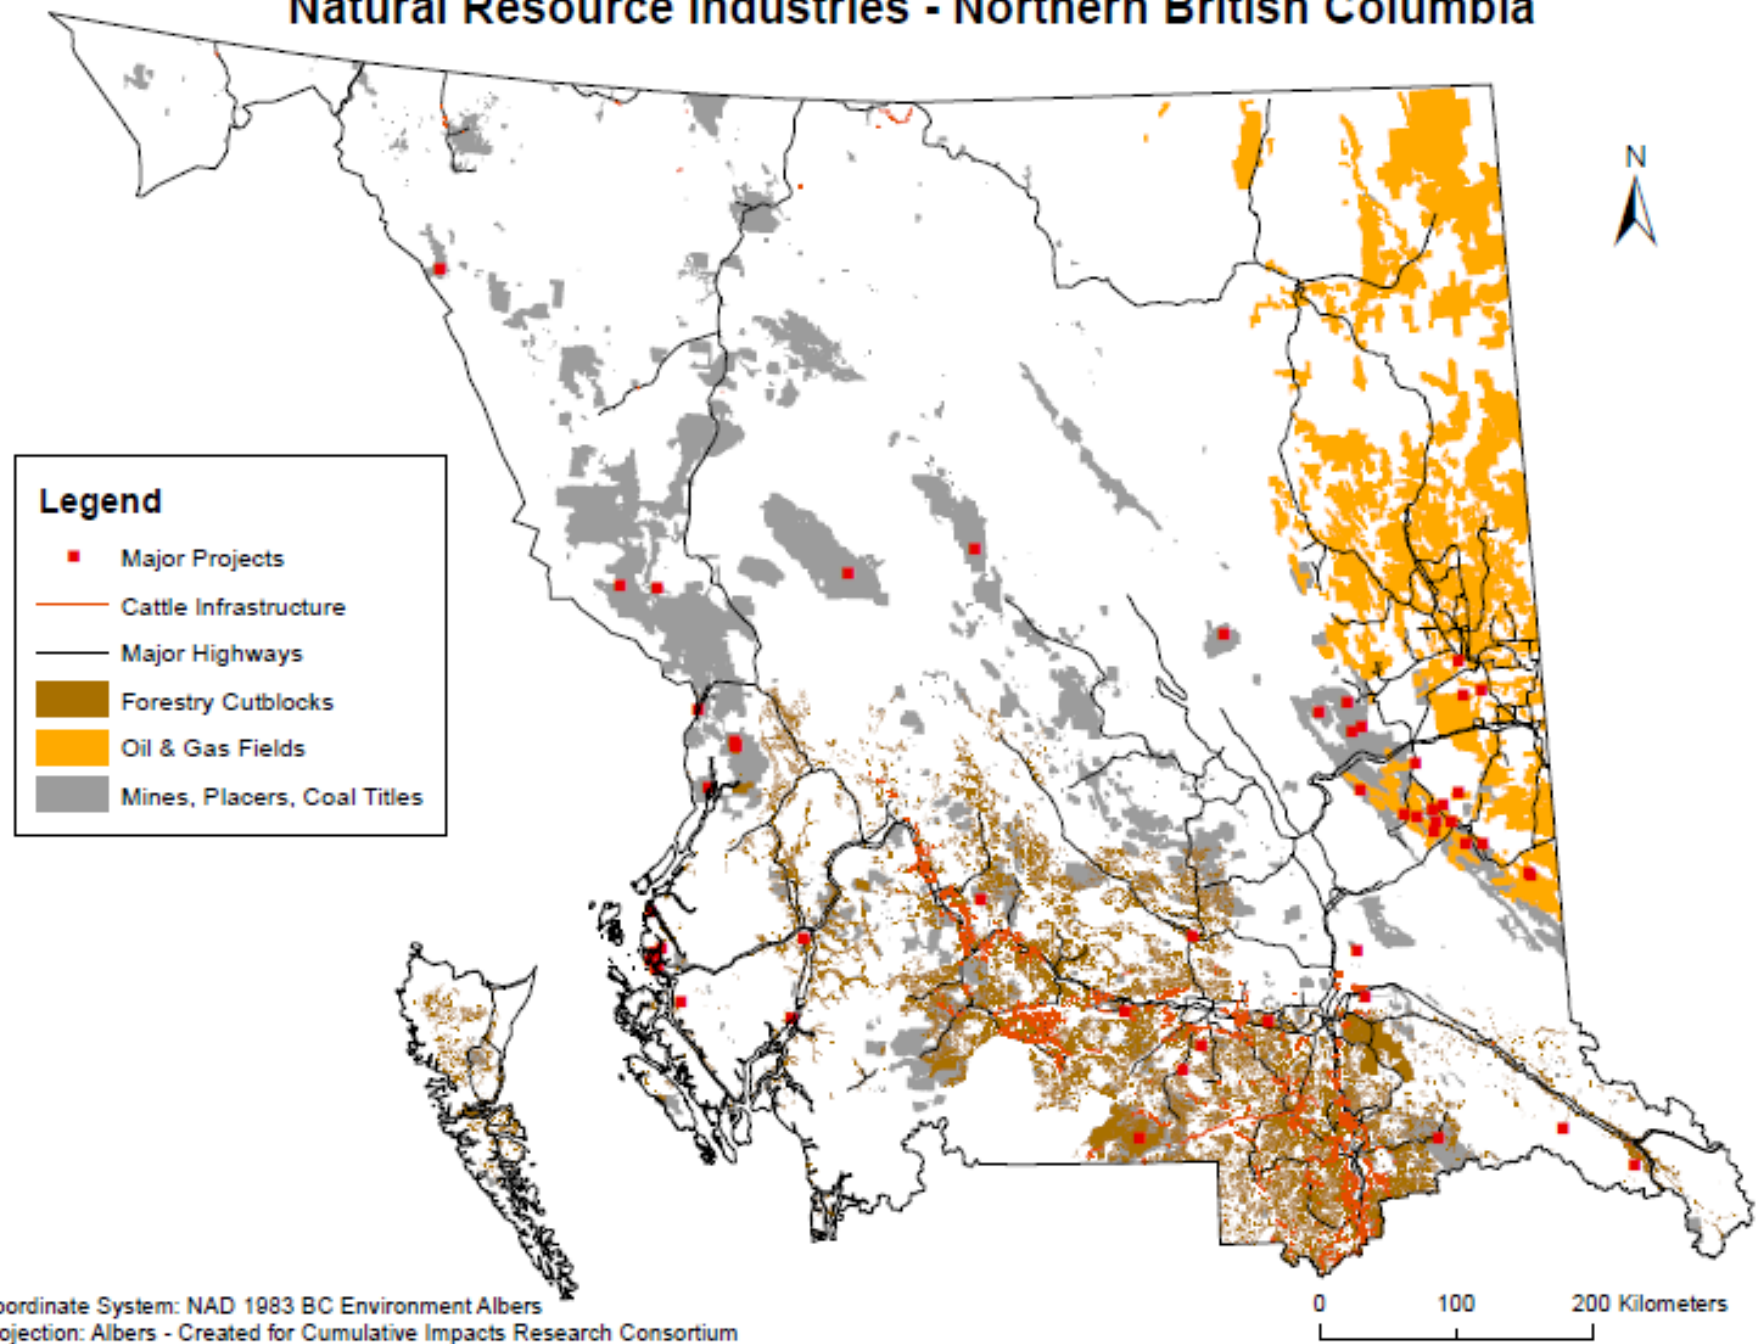 Natural Resource Industries - Northern British Columbia
N
Legend
Major Projects
Cattle Infrastructure
Major Highways
Forestry Cutblocks
Oil & Gas Fields
Mines, Placers, Coal Titles
0 100 200 Kilometers
oordinate System: NAD 1983 BC Environment Albers
ojection: Albers - Created for Cumulative Impacts Research Consortium